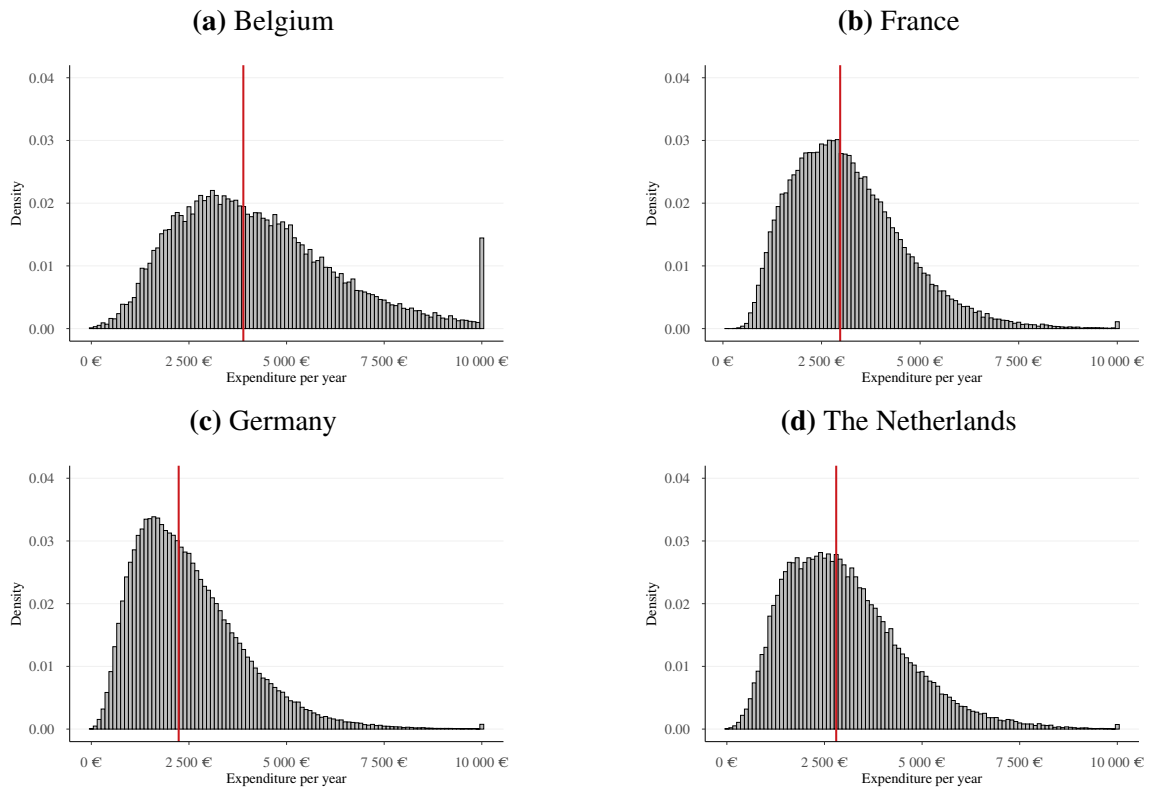 (a) Belgium
0.04
0.03
0.02
0.01
0.00
Density
0 € 2 500 € 5 000 € 7 500 € 10 000 €
Expenditure per year
(b) France
0.04
0.03
0.02
0.01
0.00
Density
0 € 2 500 € 5 000 € 7 500 € 10 000 €
Expenditure per year
(c) Germany
0.04
0.03
0.02
0.01
0.00
Density
0 € 2 500 € 5 000 € 7 500 € 10 000 €
Expenditure per year
(d) The Netherlands
0.04
0.03
0.02
0.01
0.00
Density
0 € 2 500 € 5 000 € 7 500 € 10 000 €
Expenditure per year